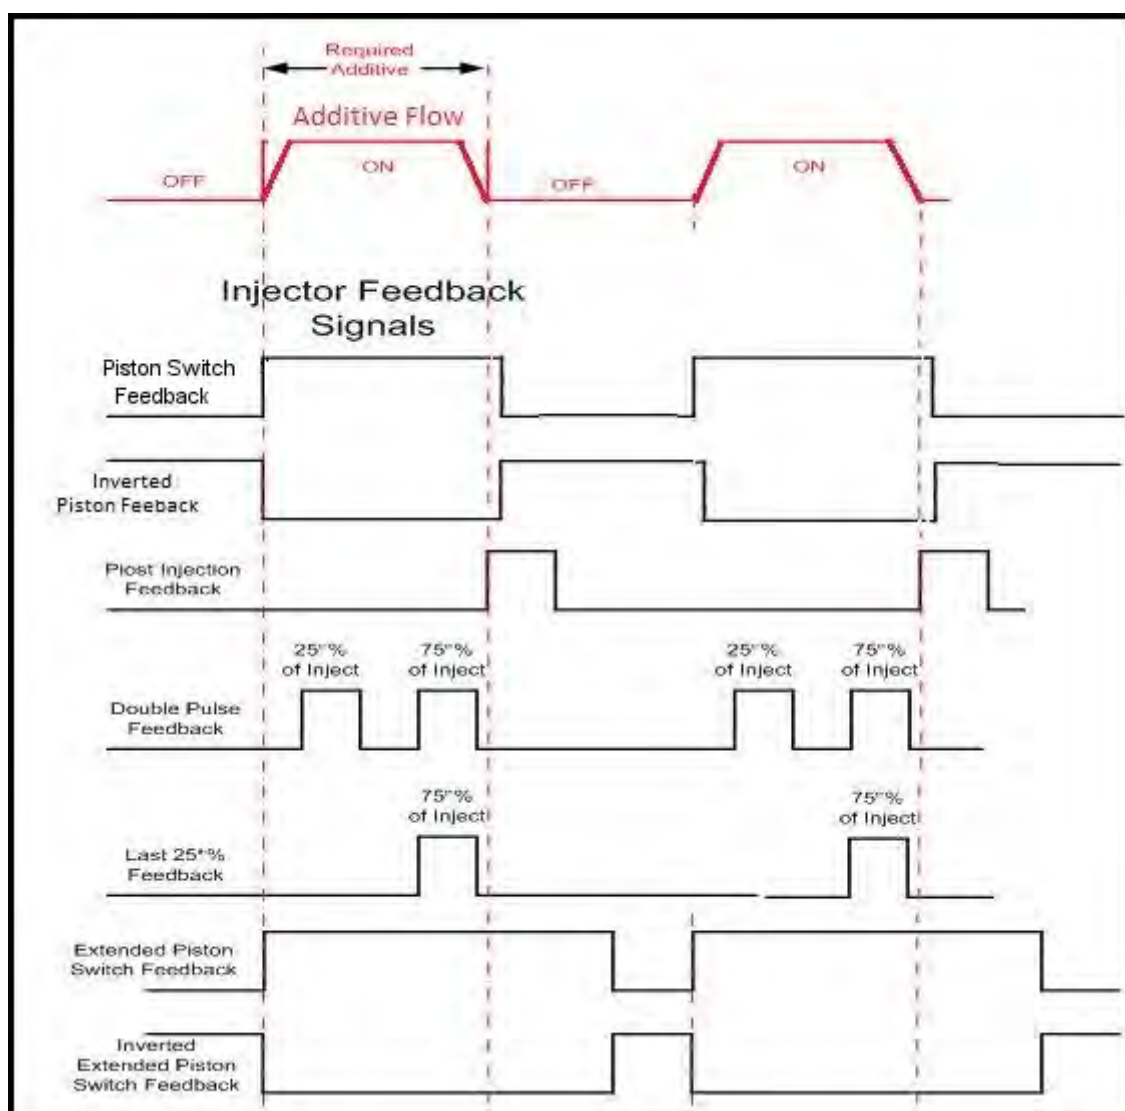 Required
Additive
Additive Flow
OFF
ON
OFF
ON
Injector Feedback
Signals
Piston Switch
Feedback
Inverted
Piston Feeback
Piost Injection
Feedback
25"% 75"% 25"% 75"%
of Inject of Inject of Inject of Inject
Double Pulse
Feedback
75"% 75"%
of Inject of Inject
Last 25"%
Feedback
Extended Piston
Switch Feedback
Inverted
Extended Piston
Switch Feedback